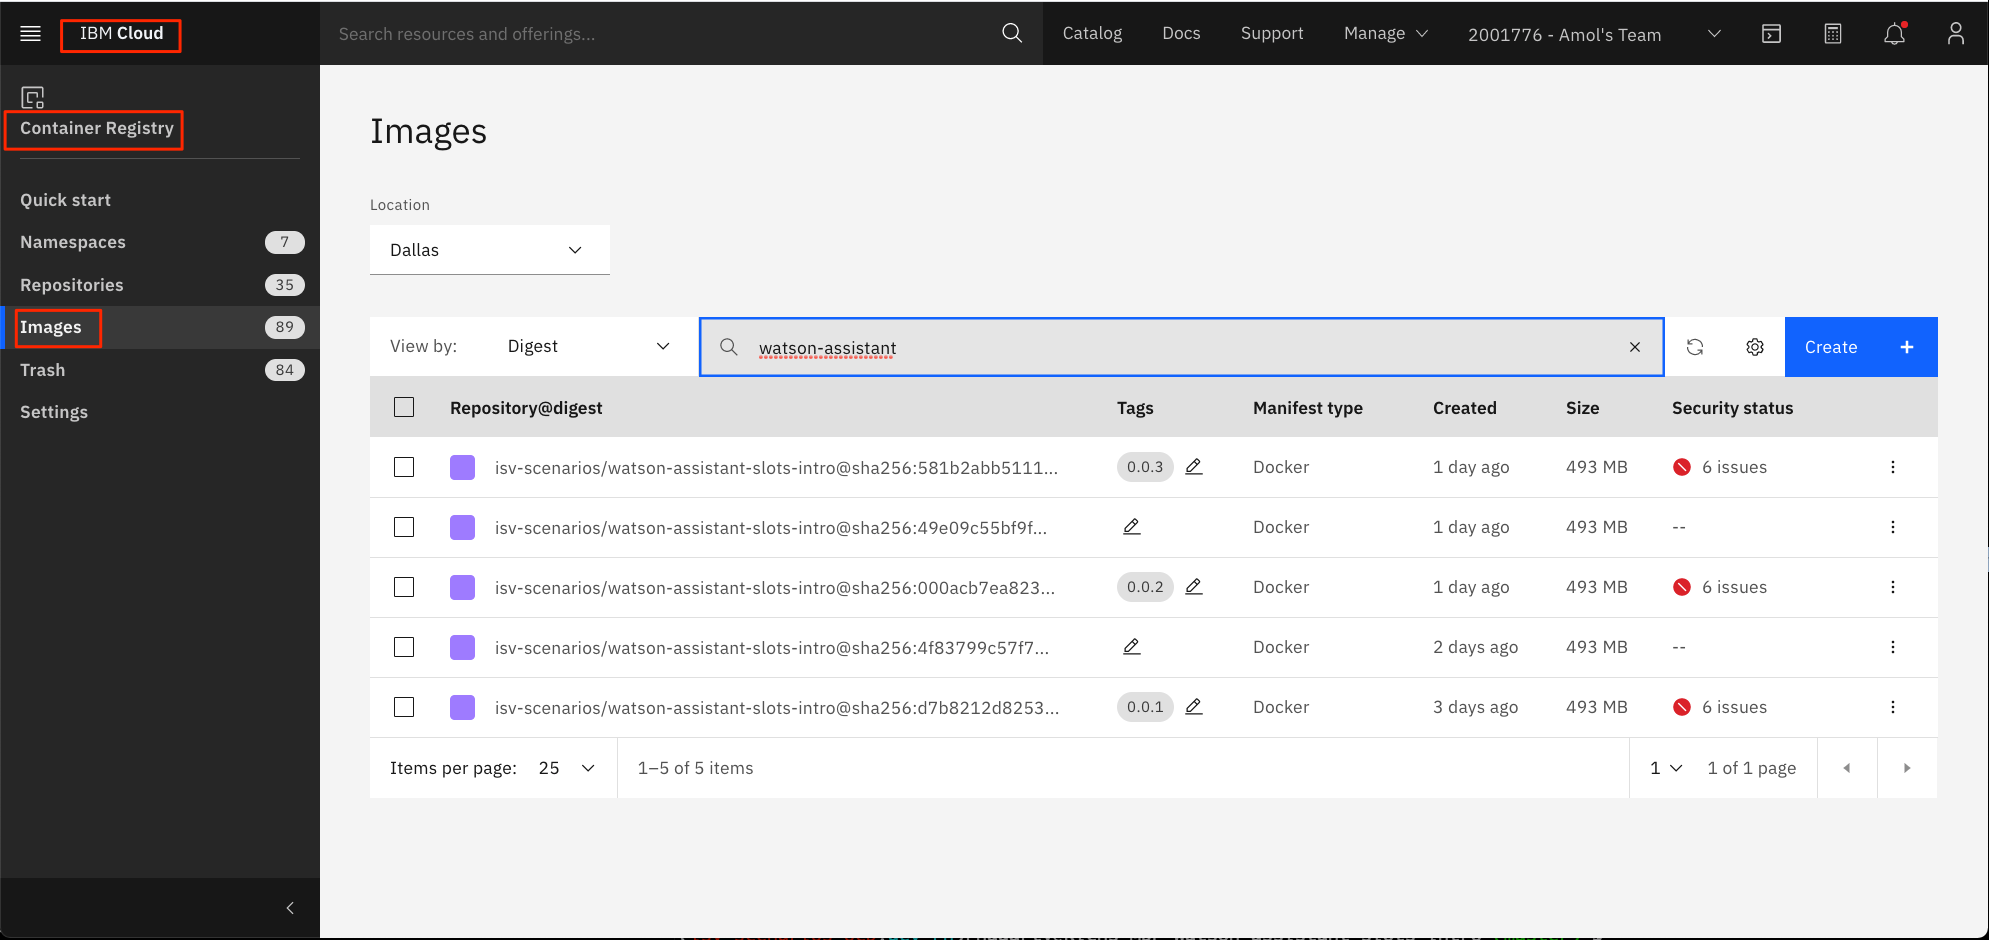 IBM Cloud
Search resources and offerings...
Catalog
Docs
Support
Manage
2001776 - Amol's Team
Container Registry
Quick start
Namespaces 7
Repositories 35
Images 89
Trash 84
Settings
Images
Location
Dallas
View by: Digest
watson-assistant
Create +
Repository@digest Tags Manifest type Created Size Security status
isv-scenarios/watson-assistant-slots-intro@sha256:581b2abb5111... 0.0.3 Docker 1 day ago 493 MB 6 issues
isv-scenarios/watson-assistant-slots-intro@sha256:49e09c55bf9f... Docker 1 day ago 493 MB --
isv-scenarios/watson-assistant-slots-intro@sha256:000acb7ea823... 0.0.2 Docker 1 day ago 493 MB 6 issues
isv-scenarios/watson-assistant-slots-intro@sha256:4f83799c57f7... Docker 2 days ago 493 MB --
isv-scenarios/watson-assistant-slots-intro@sha256:d7b8212d8253... 0.0.1 Docker 3 days ago 493 MB 6 issues
Items per page: 25 1–5 of 5 items 1 1 of 1 page